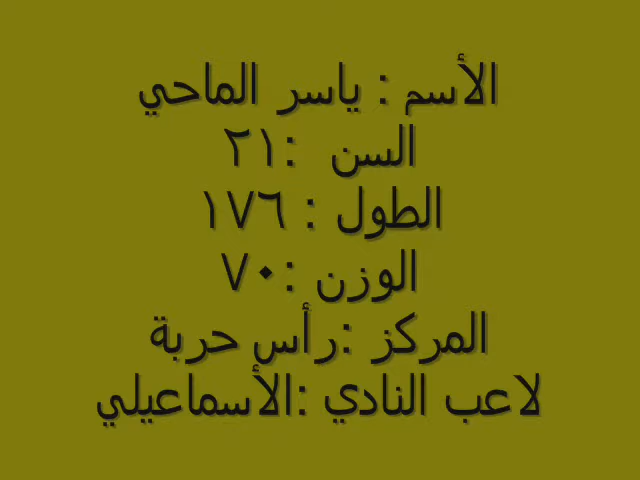 الأسم : ياسر الماحي
السن :٢١
الطول : ١٧٦
الوزن :٧٠
المركز :رأس حربة
لاعب النادي :الأسماعيلي